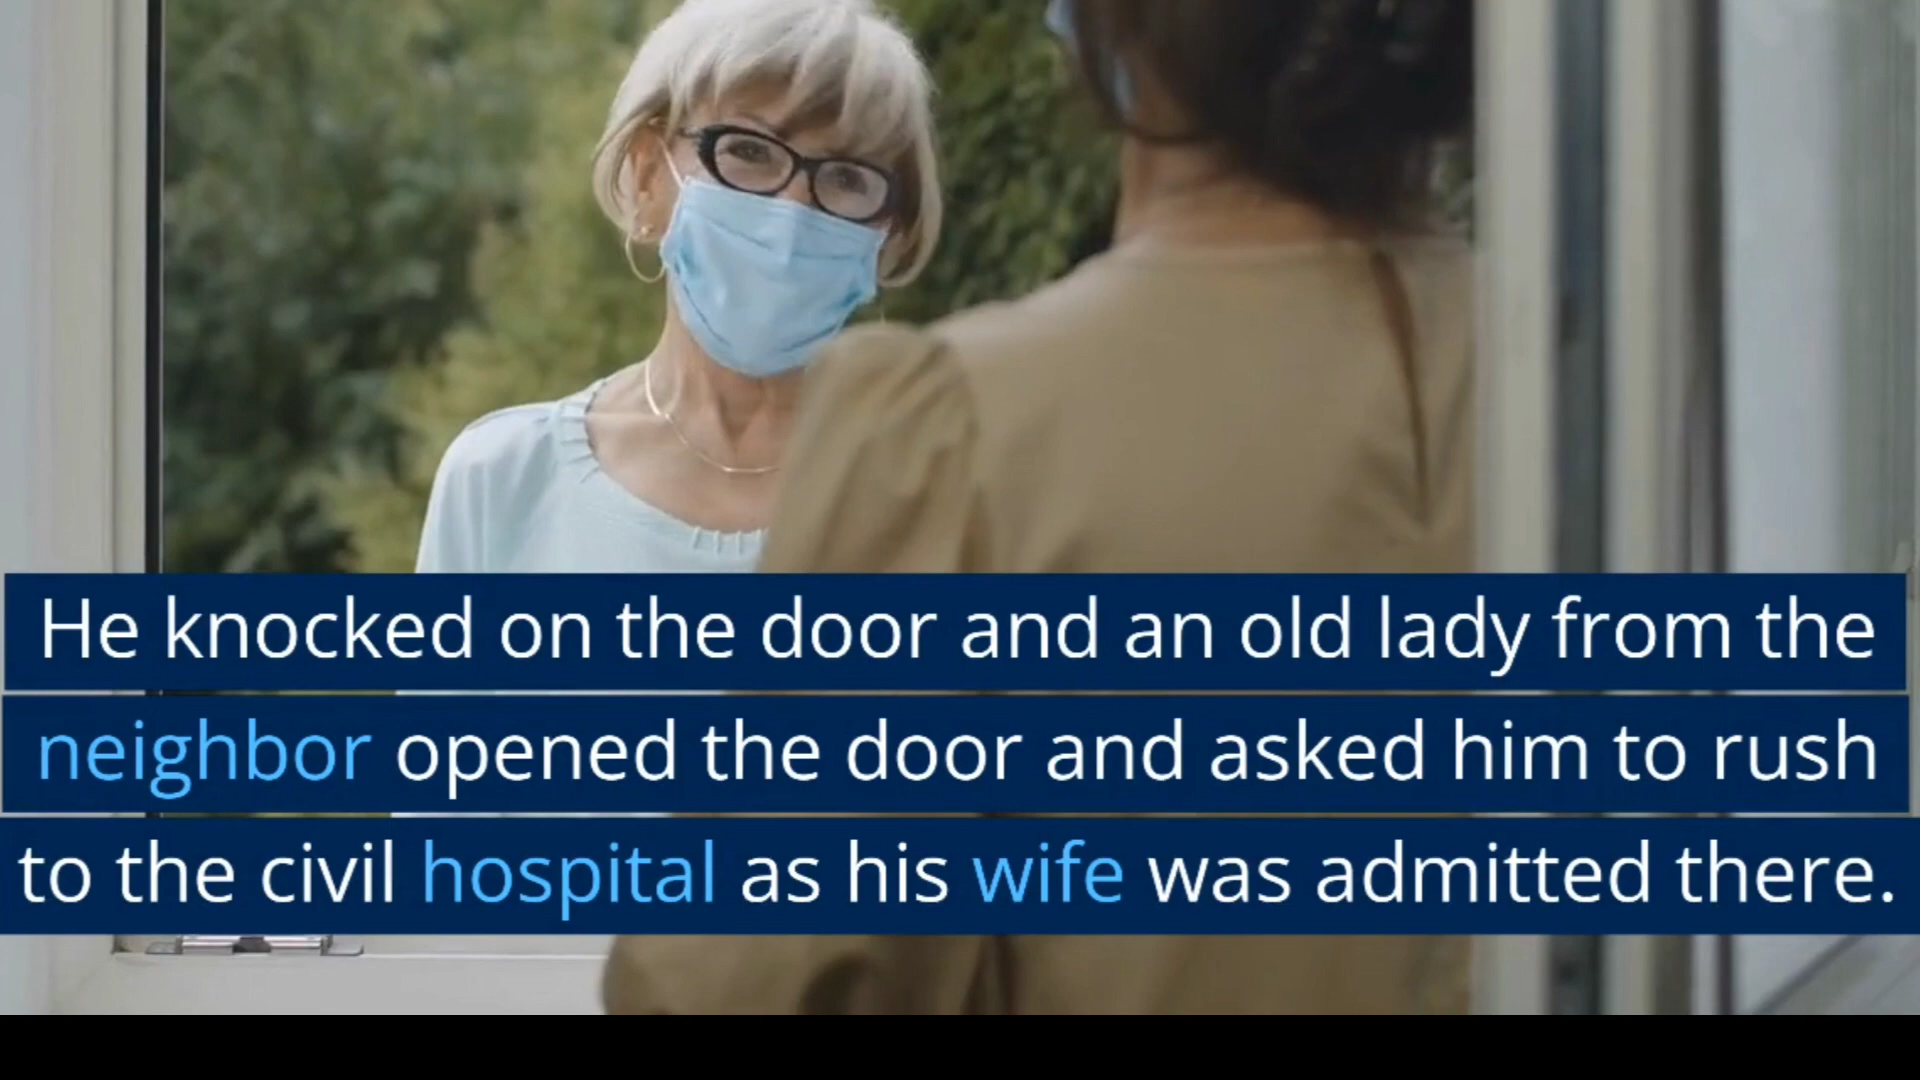 He knocked on the door and an old lady from the
neighbor opened the door and asked him to rush
to the civil hospital as his wife was admitted there.